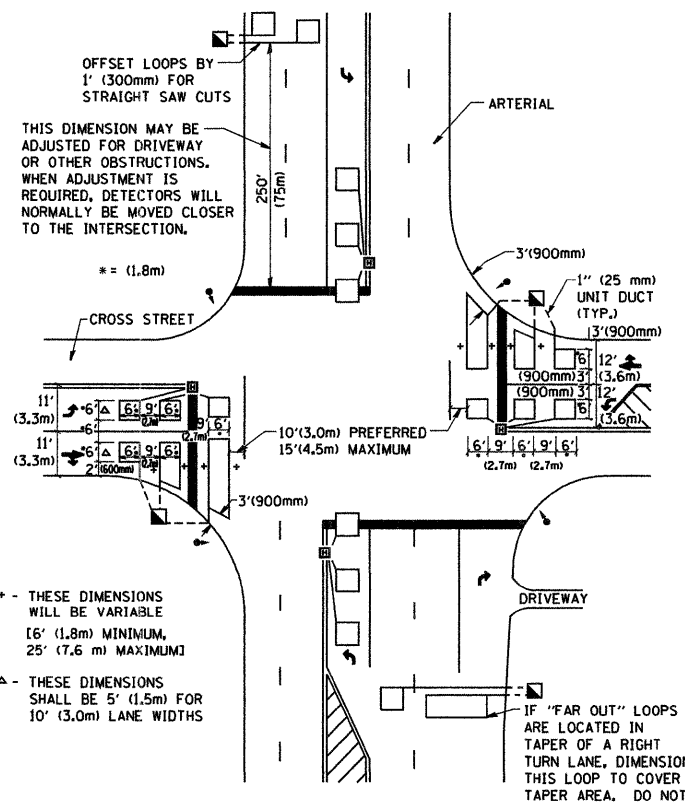 OFFSET LOOPS BY
1' (300mm) FOR
STRAIGHT SAW CUTS
ARTERIAL
THIS DIMENSION MAY BE
ADJUSTED FOR DRIVEWAY
OR OTHER OBSTRUCTIONS.
WHEN ADJUSTMENT IS
REQUIRED, DETECTORS WILL
NORMALLY BE MOVED CLOSER
TO THE INTERSECTION.
250'
(75m)
* = (1.8m)
3'(900mm)
1" (25 mm)
UNIT DUCT
(TYP.)
CROSS STREET
H
3'(900mm)
6' 12'
(900mm)3' (3.6m)
(900mm)3' 12'
6' (3.6m)
H
6' 9' 6' 9' 6'
(2.7m) (2.7m)
H
11' *6' Δ 6' 9' 6' 9' 6'
(3.3m) (2.7m) (2.7m)
*6'
11' *6' Δ 6' 9' 6'
(3.3m) (2.7m)
2' (600mm)
10'(3.0m) PREFERRED
15'(4.5m) MAXIMUM
3'(900mm)
H
+ - THESE DIMENSIONS
WILL BE VARIABLE
[6' (1.8m) MINIMUM,
25' (7.6 m) MAXIMUM]
Δ - THESE DIMENSIONS
SHALL BE 5' (1.5m) FOR
10' (3.0m) LANE WIDTHS
DRIVEWAY
IF "FAR OUT" LOOPS
ARE LOCATED IN
TAPER OF A RIGHT
TURN LANE, DIMENSION
THIS LOOP TO COVER
TAPER AREA. DO NOT